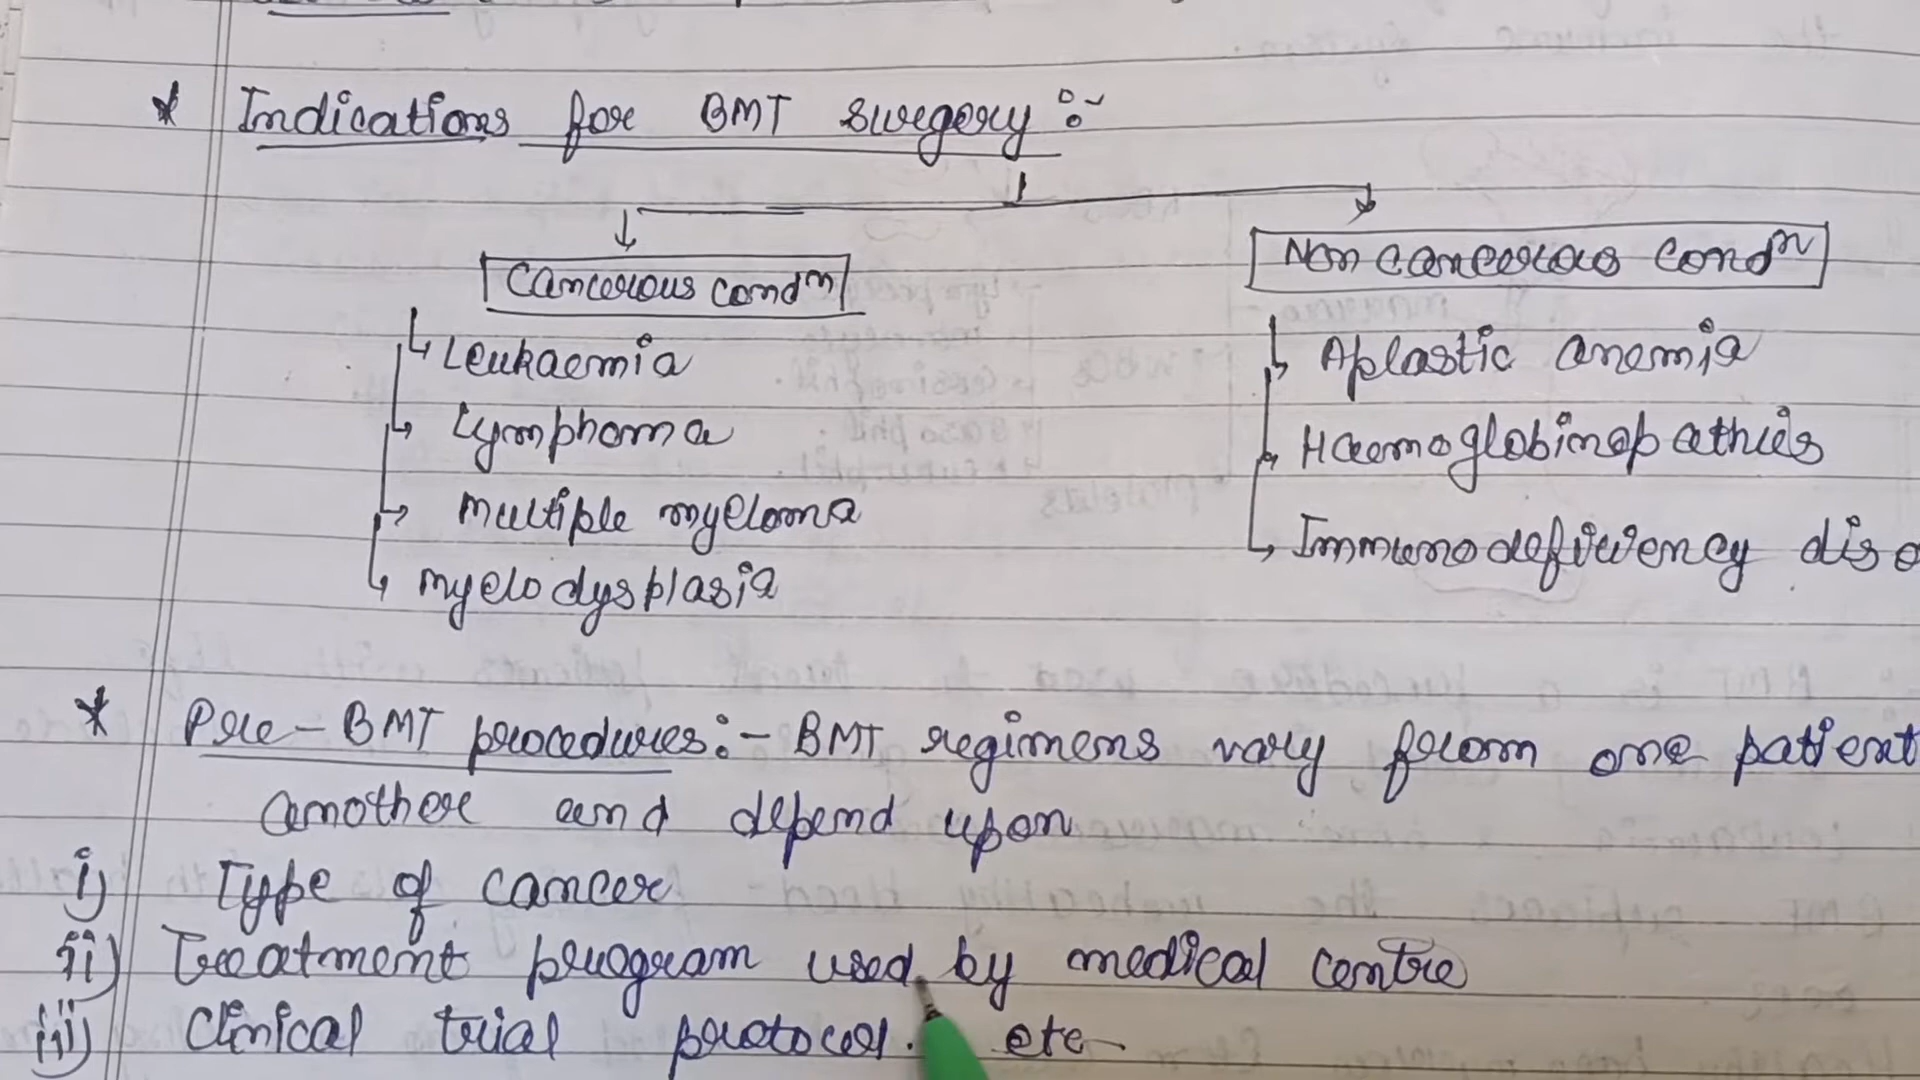 * Indications for BMT surgery :-
Cancerous condn
Non cancerous condn
Leukaemia
Aplastic anemia
Lymphoma
Haemoglobinopathies
multiple myeloma
Immunodeficiency diso
myelodysplasia
* Pre-BMT procedures:- BMT regimens vary from one patient
another and depend upon
i) Type of cancer
ii) Treatment program used by medical centre
iii) Clinical trial protocol. etc